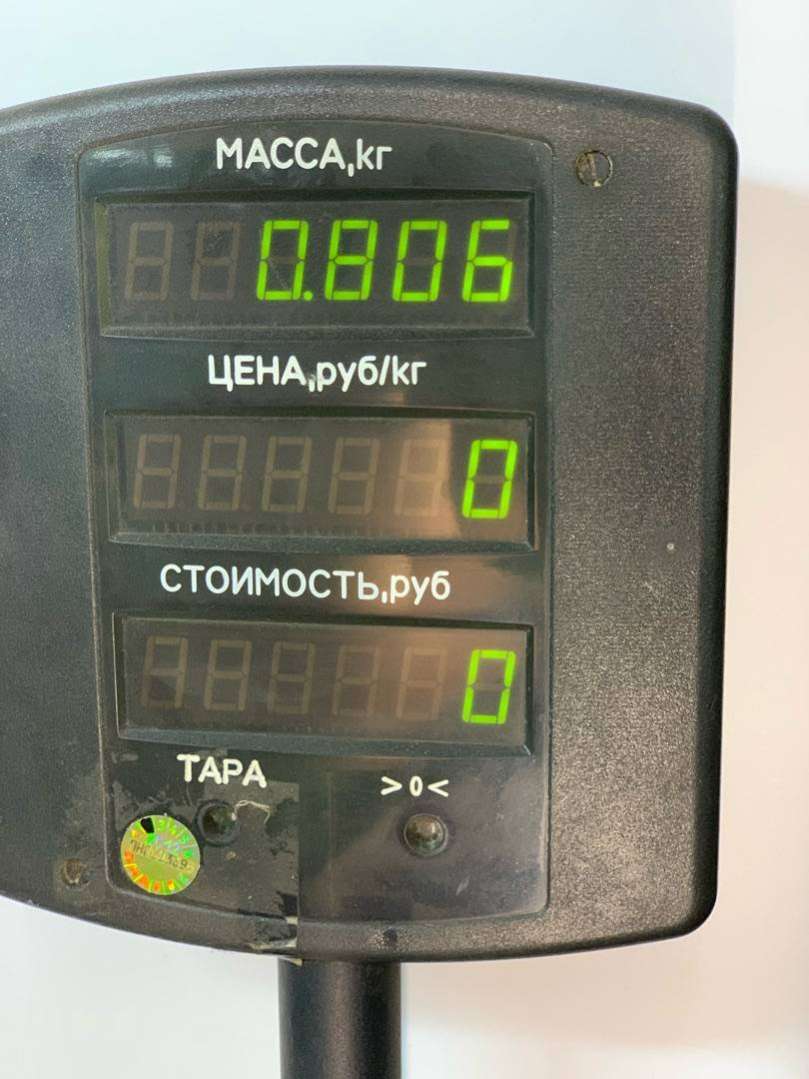 МАССА,кг
0.806
ЦЕНА,руб/кг
0
СТОИМОСТЬ,руб
0
ТАРА >0<